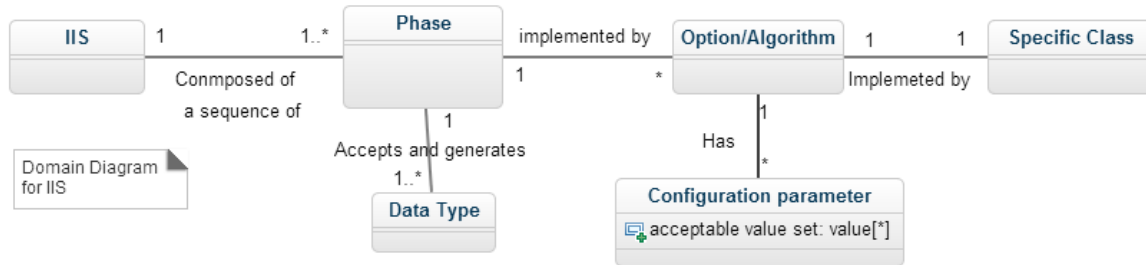 IIS
1
1..*
Conmposed of
a sequence of
Phase
implemented by
1
*
Option/Algorithm
1
1
Implemeted by
Specific Class
1
Accepts and generates
1..*
Data Type
1
Has
*
Configuration parameter
acceptable value set: value[*]
Domain Diagram
for IIS